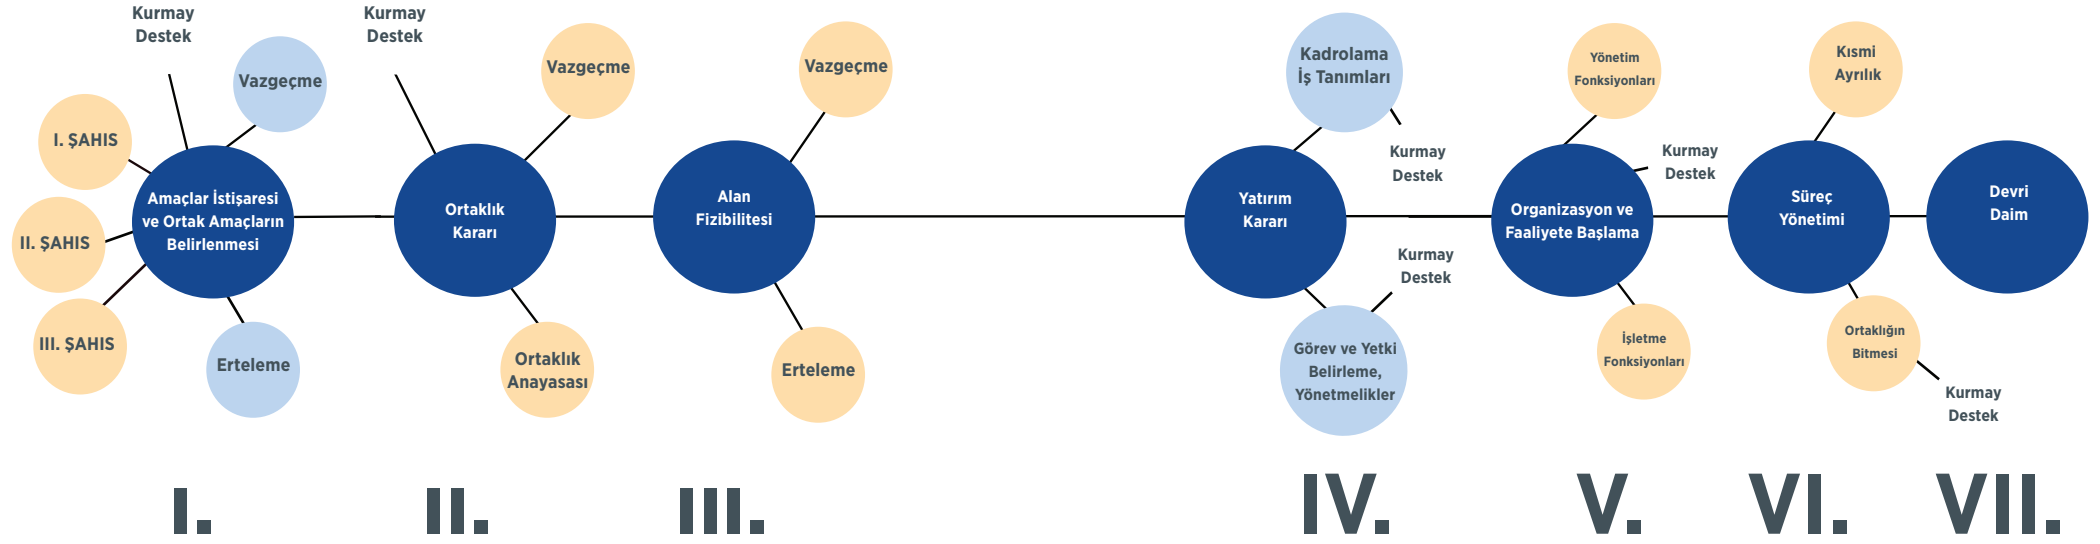 Kurmay
Destek
Vazgeçme
I. ŞAHIS
II. ŞAHIS
III. ŞAHIS
Amaçlar İstişaresi
ve Ortak Amaçların
Belirlenmesi
Erteleme
Kurmay
Destek
Vazgeçme
Ortaklık
Kararı
Ortaklık
Anayasası
Vazgeçme
Alan
Fizibilitesi
Erteleme
Kadrolama
İş Tanımları
Kurmay
Destek
Yatırım
Kararı
Kurmay
Destek
Görev ve Yetki
Belirleme,
Yönetmelikler
Yönetim
Fonksiyonları
Kurmay
Destek
Organizasyon ve
Faaliyete Başlama
İşletme
Fonksiyonları
Kısmi
Ayrılık
Süreç
Yönetimi
Ortaklığın
Bitmesi
Kurmay
Destek
Devri
Daim
I.
II.
III.
IV.
V.
VI.
VII.